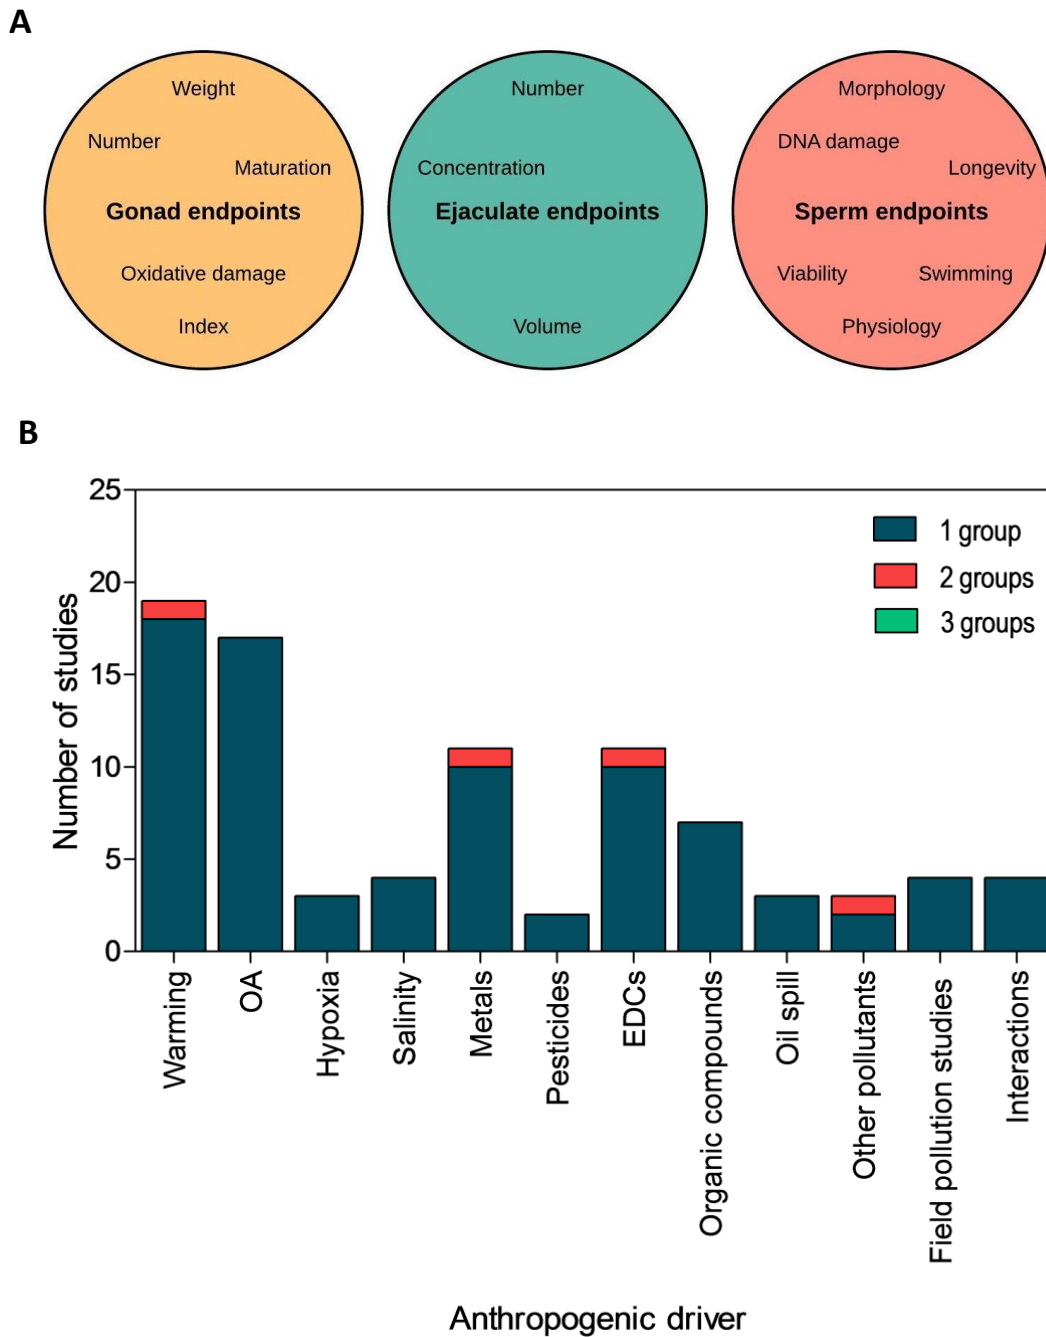 A
Weight
Number
Maturation
Gonad endpoints
Oxidative damage
Index
Number
Concentration
Ejaculate endpoints
Volume
Morphology
DNA damage
Longevity
Sperm endpoints
Viability
Swimming
Physiology
B
25
20
15
10
5
0
Number of studies
1 group
2 groups
3 groups
Warming
OA
Hypoxia
Salinity
Metals
Pesticides
EDCs
Organic compounds
Oil spill
Other pollutants
Field pollution studies
Interactions
Anthropogenic driver